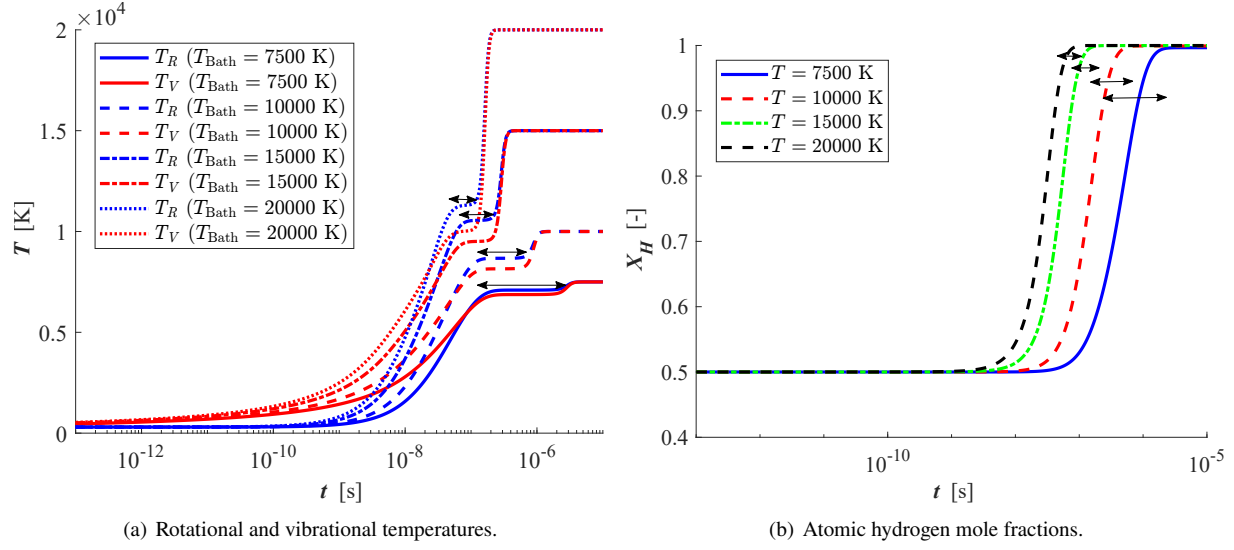 ×10⁴
2
1.5
1
0.5
0
T_R (T_Bath = 7500 K)
T_V (T_Bath = 7500 K)
T_R (T_Bath = 10000 K)
T_V (T_Bath = 10000 K)
T_R (T_Bath = 15000 K)
T_V (T_Bath = 15000 K)
T_R (T_Bath = 20000 K)
T_V (T_Bath = 20000 K)
T [K]
10⁻¹² 10⁻¹⁰ 10⁻⁸ 10⁻⁶
t [s]
(a) Rotational and vibrational temperatures.
1
0.9
0.8
0.7
0.6
0.5
0.4
T = 7500 K
T = 10000 K
T = 15000 K
T = 20000 K
X_H [-]
10⁻¹⁰ 10⁻⁵
t [s]
(b) Atomic hydrogen mole fractions.